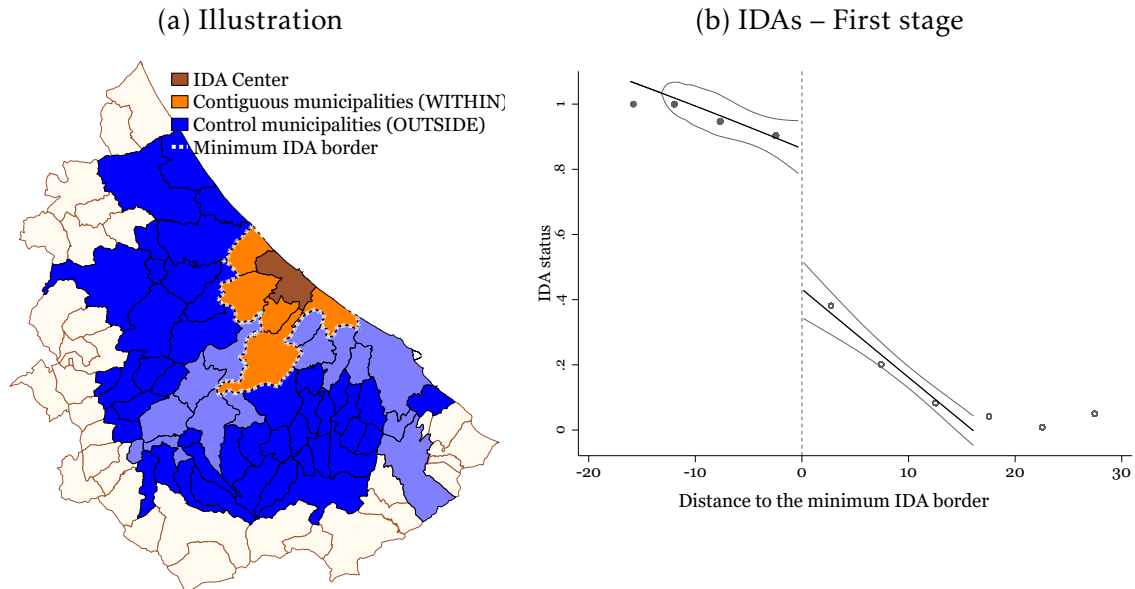 (a) Illustration
IDA Center
Contiguous municipalities (WITHIN)
Control municipalities (OUTSIDE)
Minimum IDA border
(b) IDAs – First stage
IDA status
1
.8
.6
.4
.2
0
-20
-10
0
10
20
30
Distance to the minimum IDA border